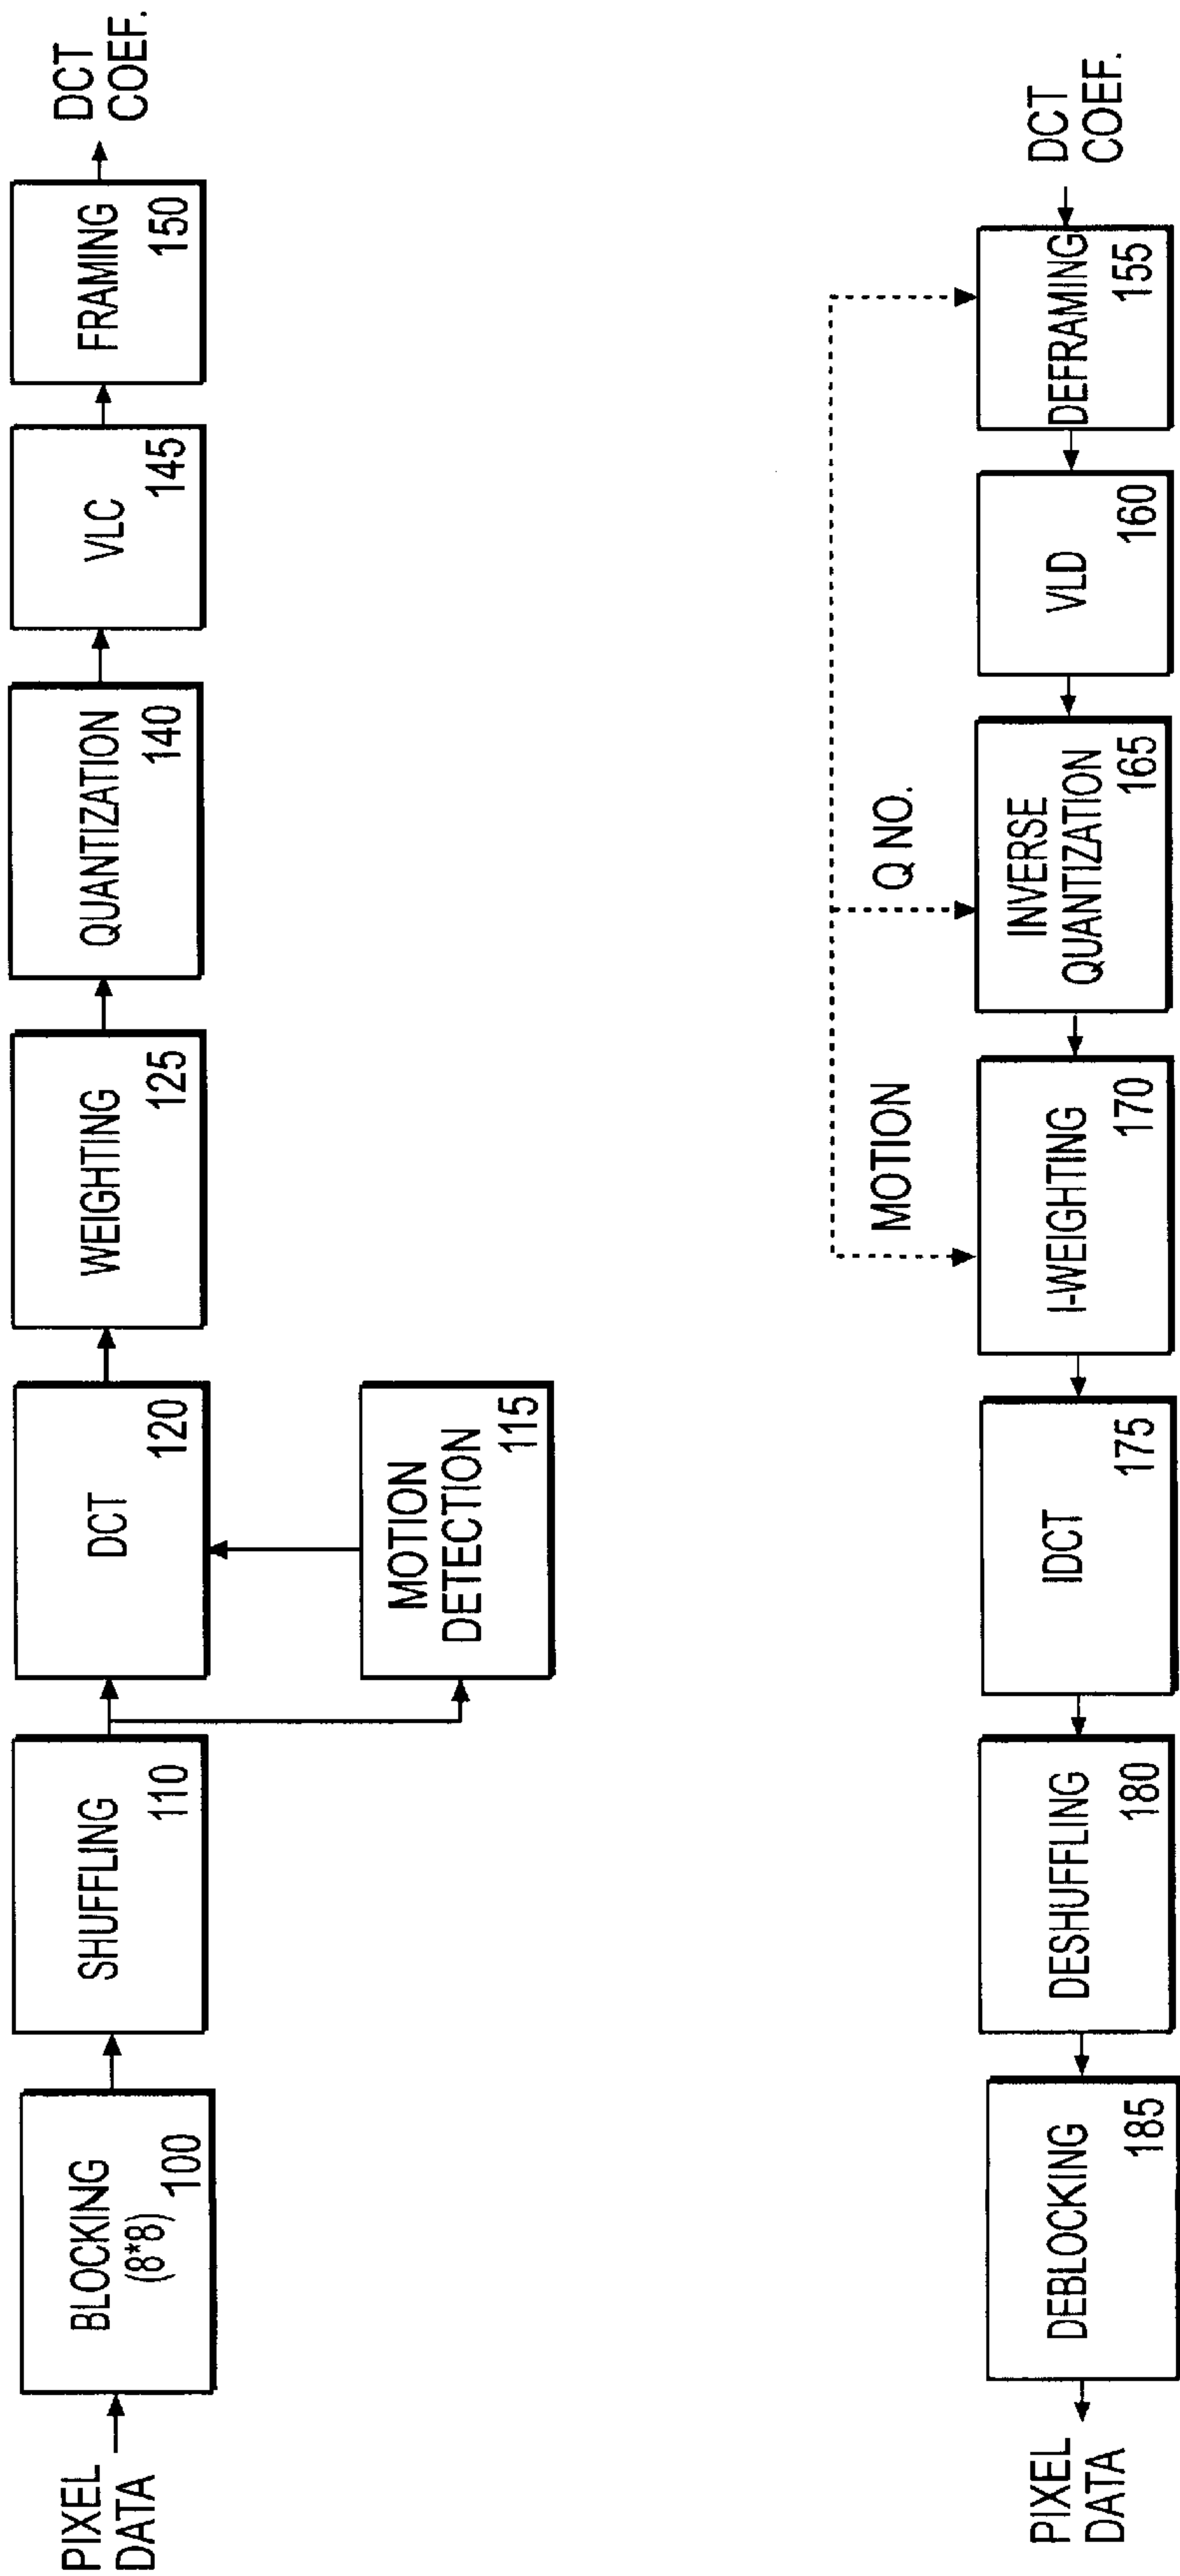 PIXEL
DATA
BLOCKING
(8*8)
100
SHUFFLING
110
DCT
120
MOTION
DETECTION
115
WEIGHTING
125
QUANTIZATION
140
VLC
145
FRAMING
150
DCT
COEF.
PIXEL
DATA
DEBLOCKING
185
DESHUFFLING
180
IDCT
175
I-WEIGHTING
170
MOTION
INVERSE
QUANTIZATION
165
Q NO.
VLD
160
DEFRAMING
155
DCT
COEF.